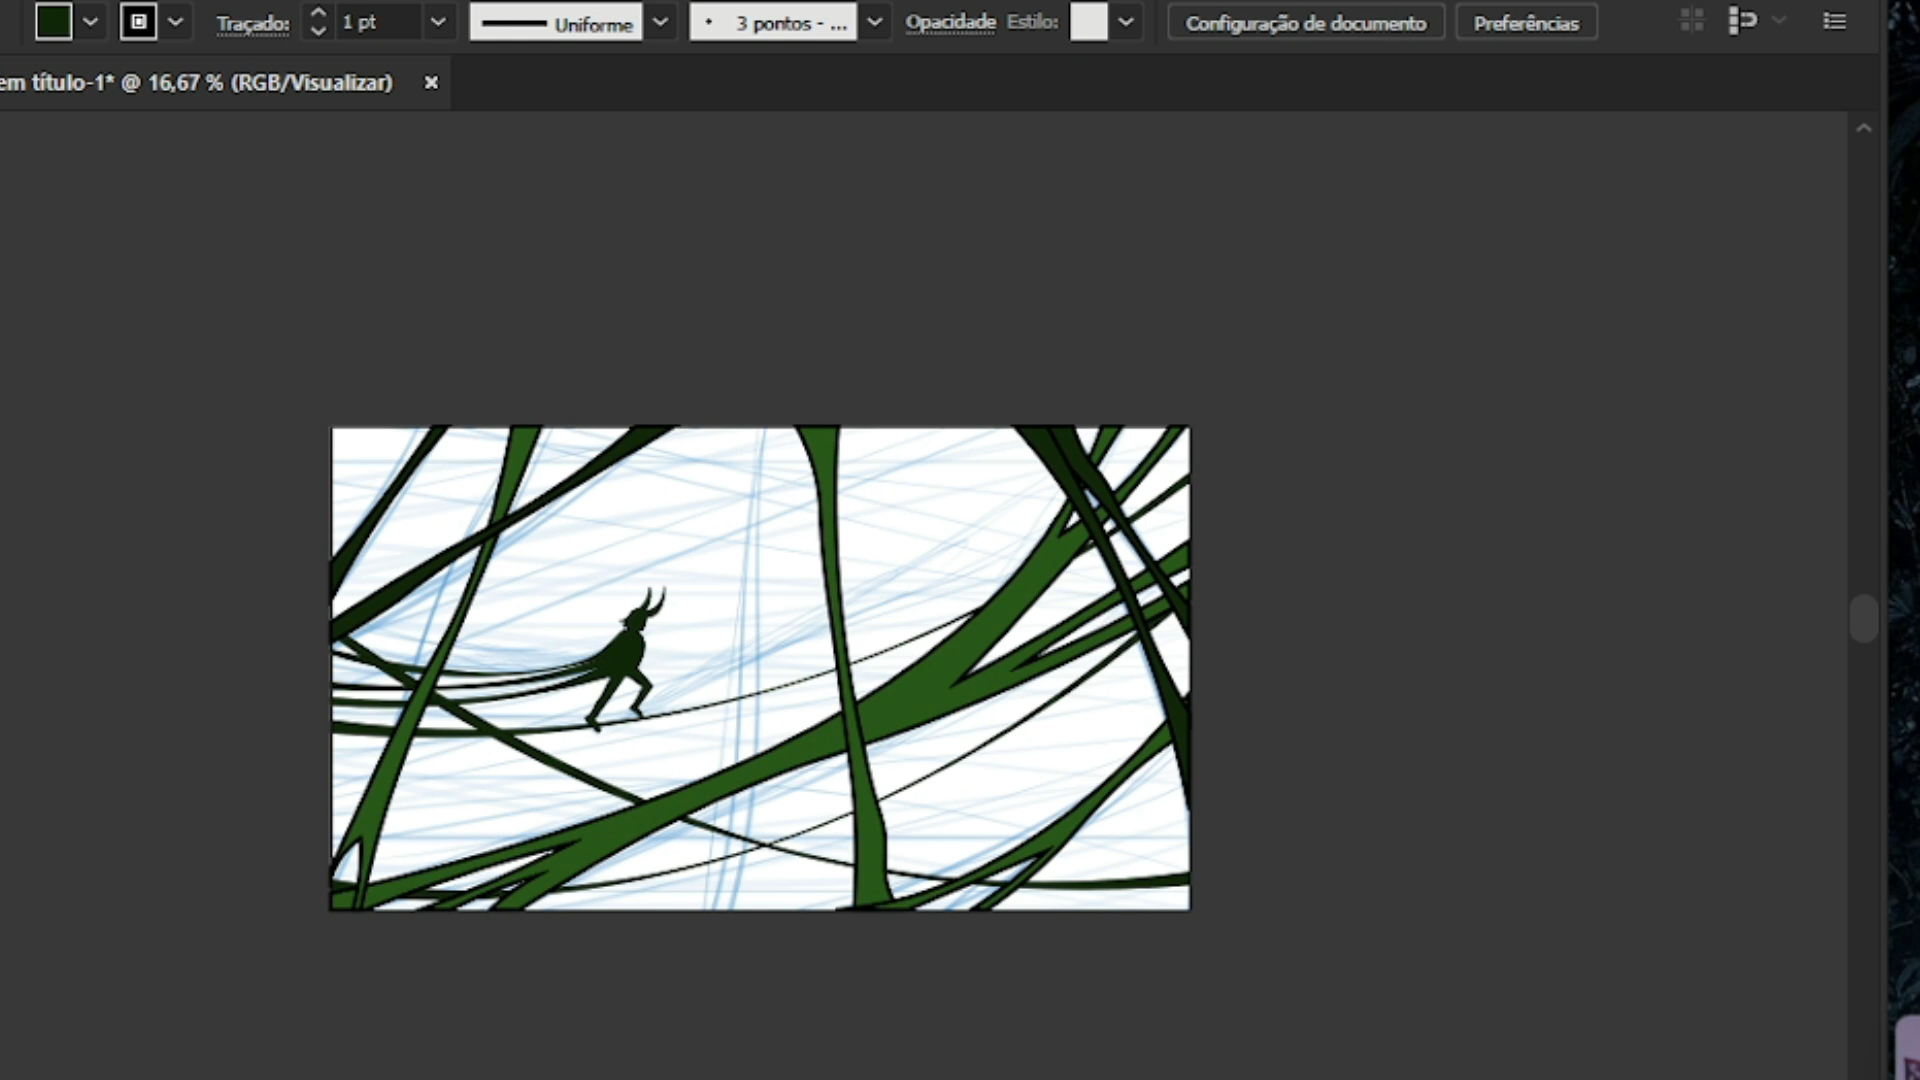 Traçado: 1 pt Uniforme 3 pontos - ... Opacidade Estilo: Configuração de documento Preferências
em título-1* @ 16,67 % (RGB/Visualizar)